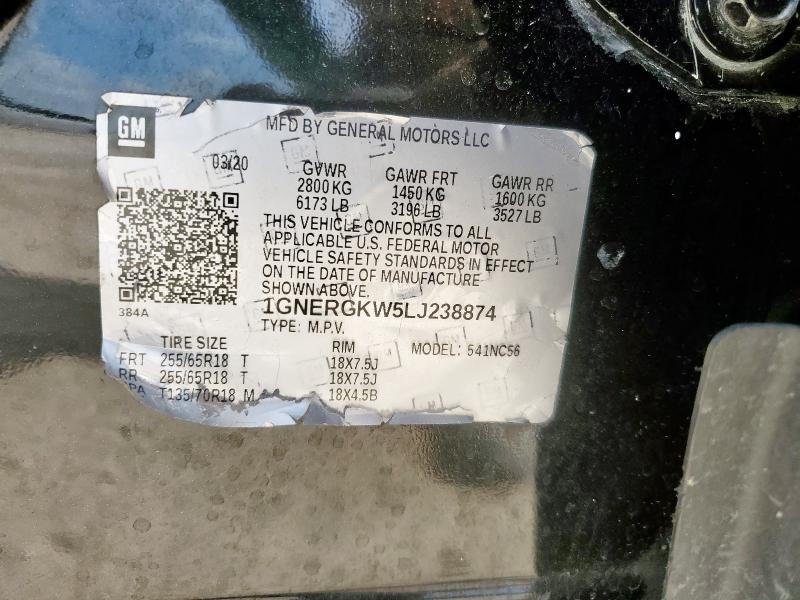 GM
MFD BY GENERAL MOTORS LLC
03/20
GVWR GAWR FRT GAWR RR
2800 KG 1450 KG 1600 KG
6173 LB 3196 LB 3527 LB
THIS VEHICLE CONFORMS TO ALL
APPLICABLE U.S. FEDERAL MOTOR
VEHICLE SAFETY STANDARDS IN EFFECT
ON THE DATE OF MANUFACTURE
SHOWN ABOVE.
1GNERGKW5LJ238874
384A
TYPE: M.P.V.
TIRE SIZE RIM MODEL: 541NC56
FRT 255/65R18 T 18X7.5J
RR 255/65R18 T 18X7.5J
T135/70R18 M 18X4.5B